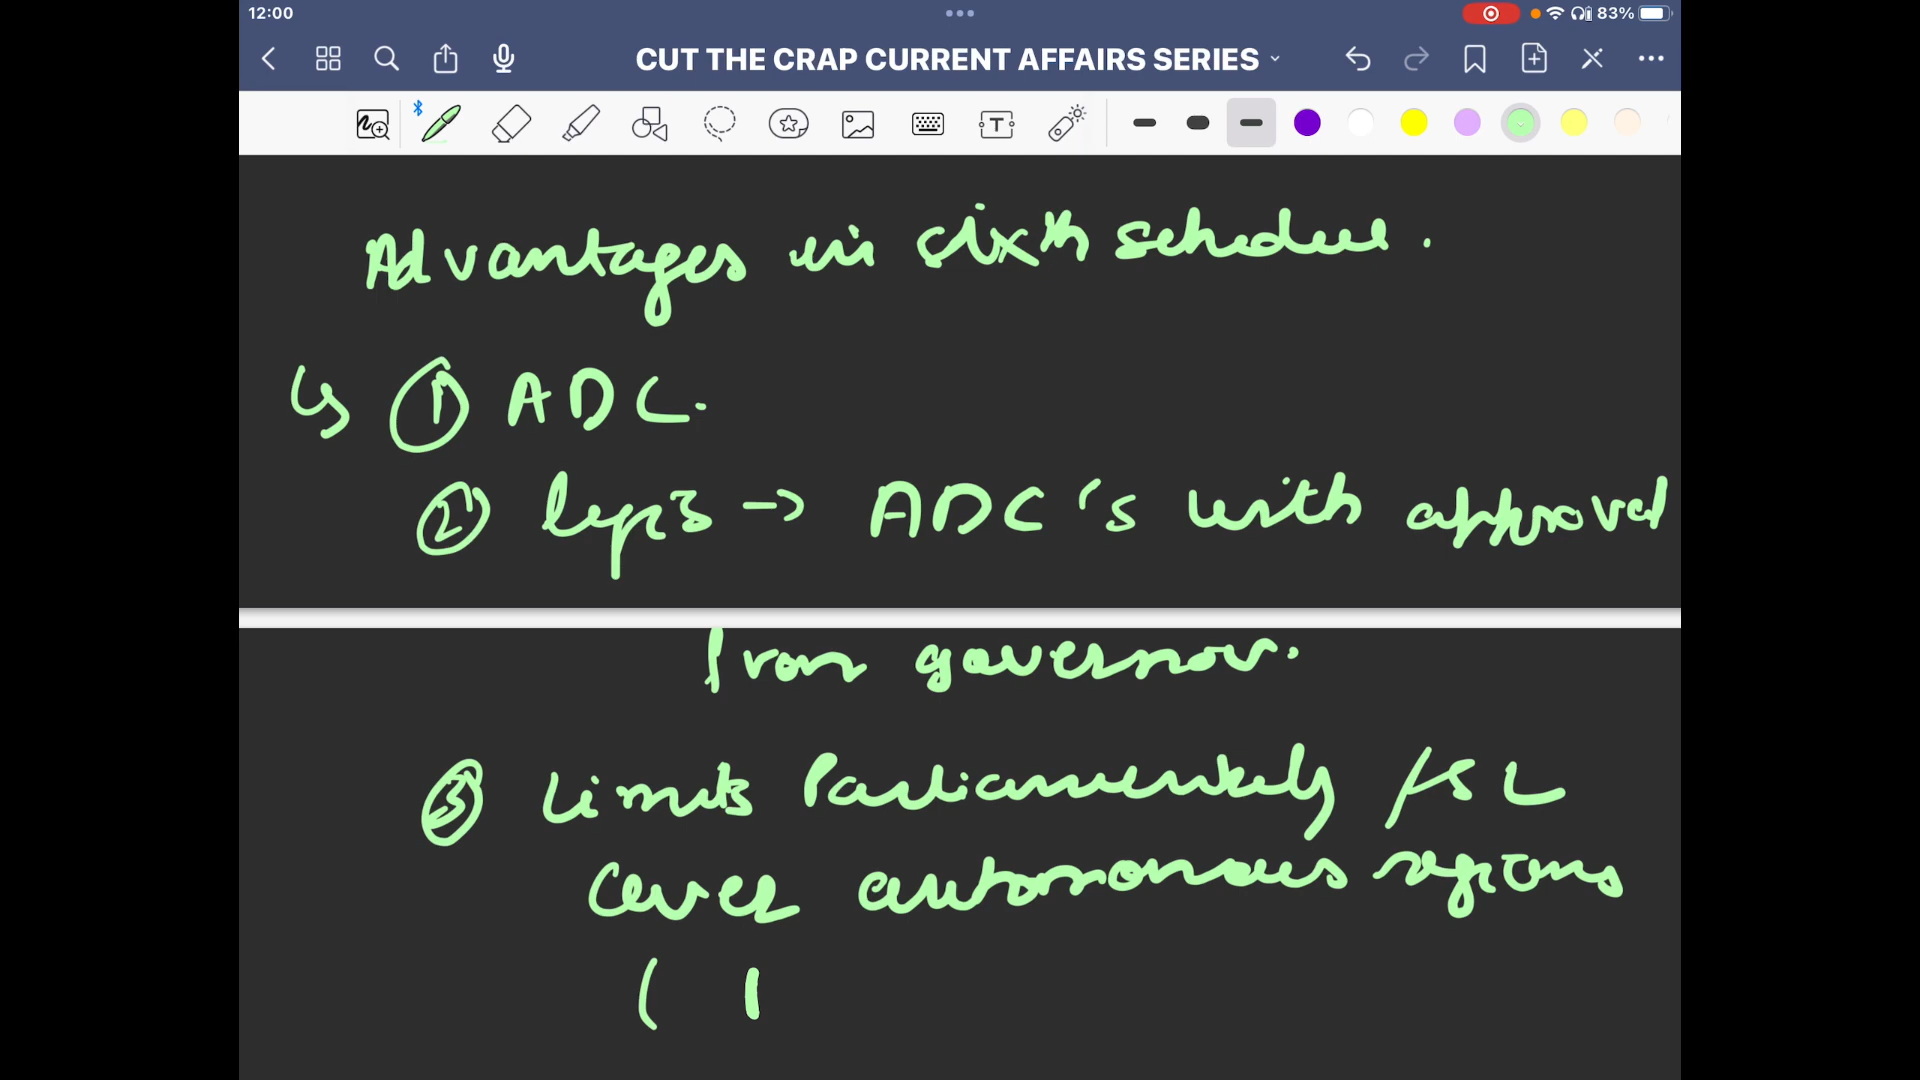 12:00
83%
CUT THE CRAP CURRENT AFFAIRS SERIES
Advantages in sixth schedule.
① ADC.
② legis → ADC's with approval
from governor.
③ Limits Parliamentary /SL
over autonomous regions
(